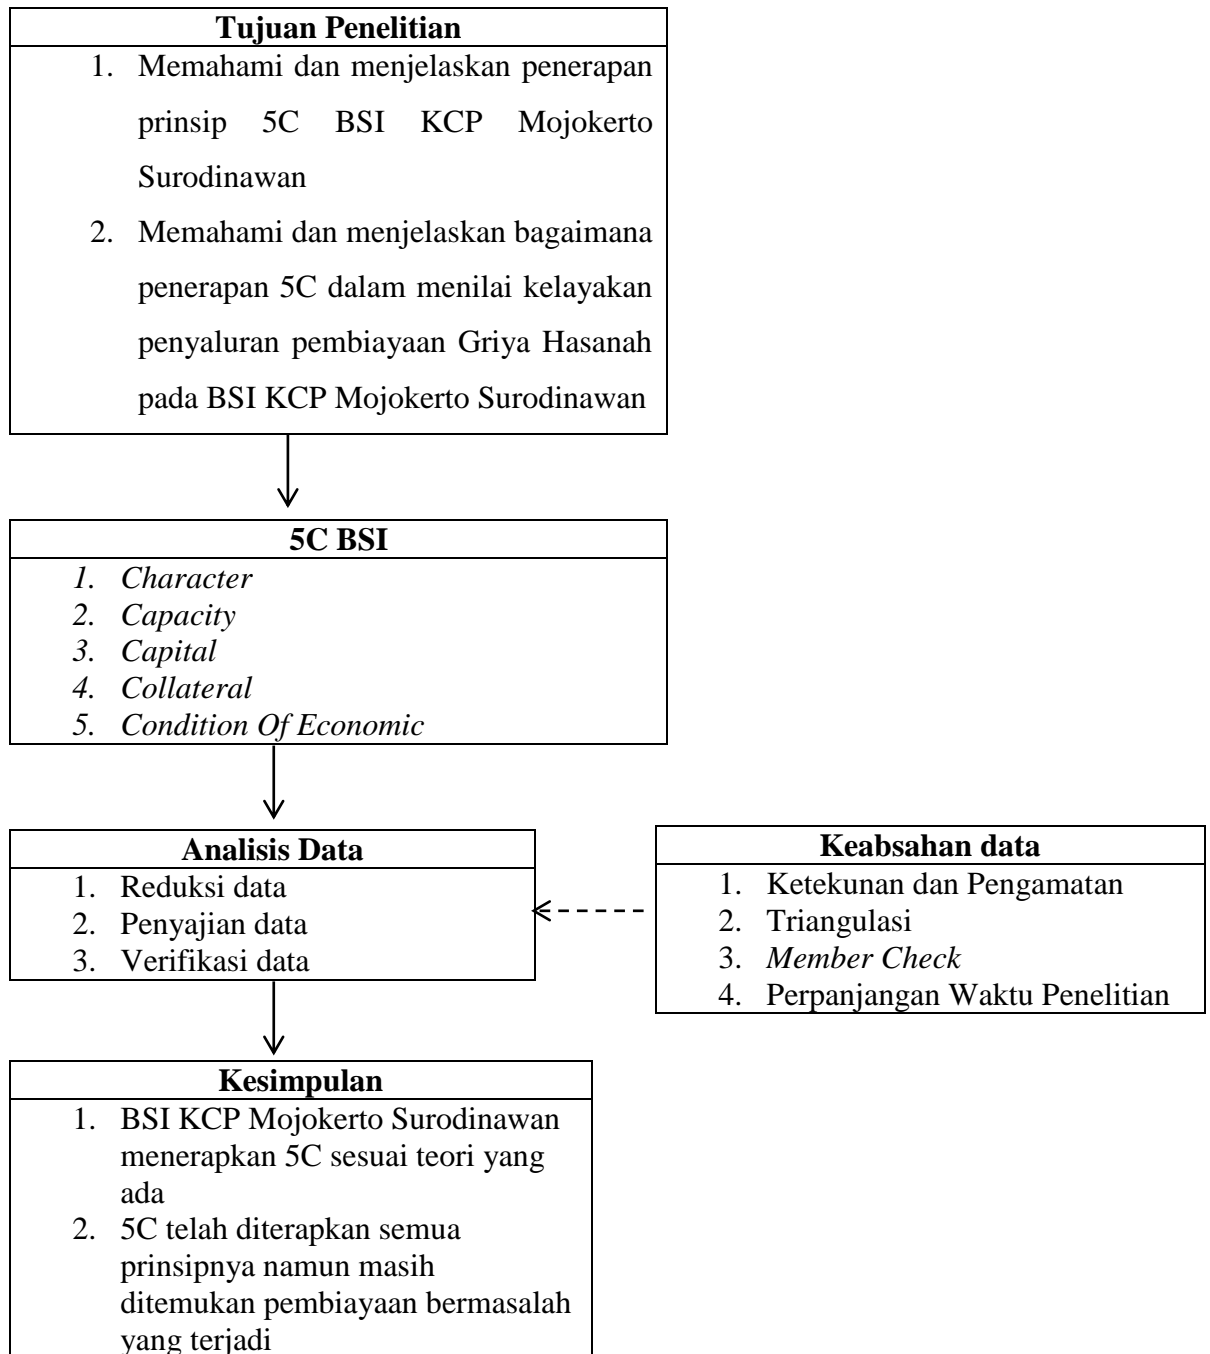 Tujuan Penelitian
1. Memahami dan menjelaskan penerapan
prinsip 5C BSI KCP Mojokerto
Surodinawan
2. Memahami dan menjelaskan bagaimana
penerapan 5C dalam menilai kelayakan
penyaluran pembiayaan Griya Hasanah
pada BSI KCP Mojokerto Surodinawan
5C BSI
1. Character
2. Capacity
3. Capital
4. Collateral
5. Condition Of Economic
Analisis Data
1. Reduksi data
2. Penyajian data
3. Verifikasi data
Keabsahan data
1. Ketekunan dan Pengamatan
2. Triangulasi
3. Member Check
4. Perpanjangan Waktu Penelitian
Kesimpulan
1. BSI KCP Mojokerto Surodinawan
menerapkan 5C sesuai teori yang
ada
2. 5C telah diterapkan semua
prinsipnya namun masih
ditemukan pembiayaan bermasalah
yang terjadi